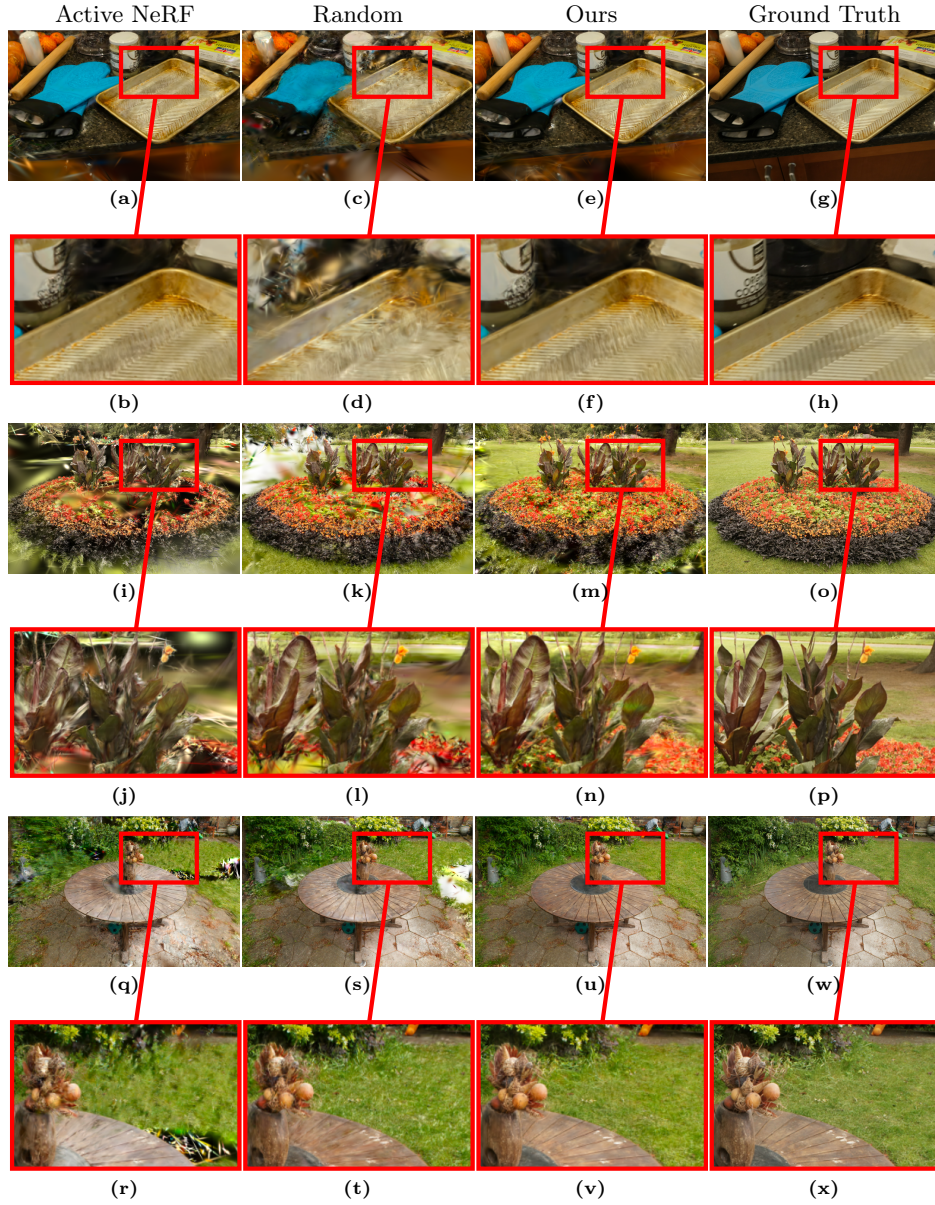 Active NeRF Random Ours Ground Truth
(a) (c) (e) (g)
(b) (d) (f) (h)
(i) (k) (m) (o)
(j) (l) (n) (p)
(q) (s) (u) (w)
(r) (t) (v) (x)